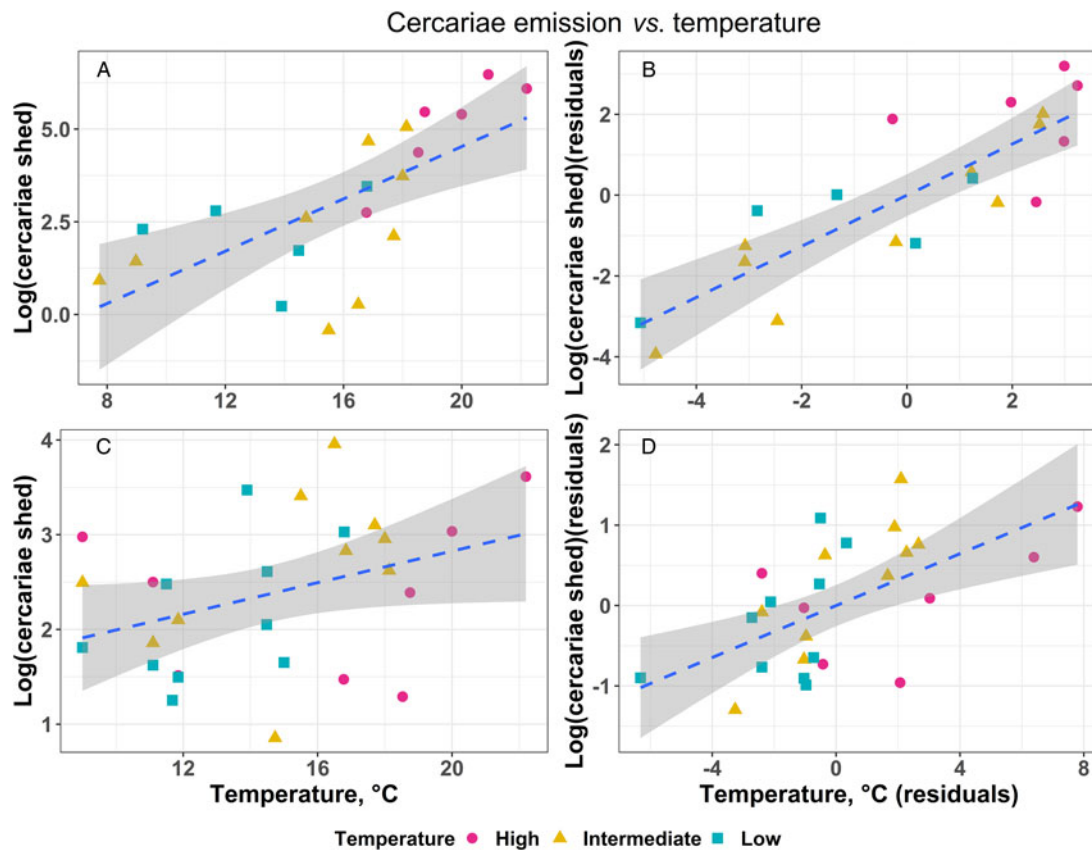 Cercariae emission vs. temperature
A
Log(cercariae shed)
5.0
2.5
0.0
8 12 16 20
B
Log(cercariae shed)(residuals)
2
0
-2
-4
-4 -2 0 2
C
Log(cercariae shed)
4
3
2
1
12 16 20
Temperature, °C
D
Log(cercariae shed)(residuals)
2
1
0
-1
-4 0 4 8
Temperature, °C (residuals)
Temperature High Intermediate Low